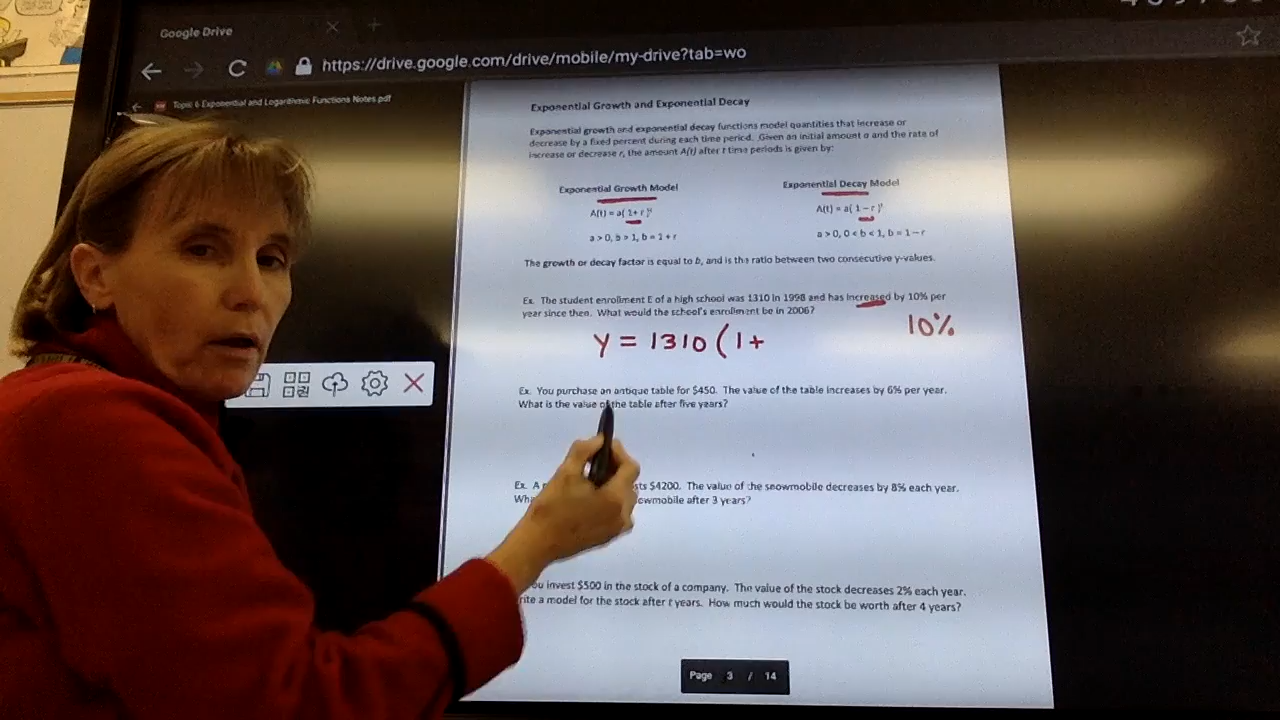 Google Drive
https://drive.google.com/drive/mobile/my-drive?tab=wo
Topic 6 Exponential and Logarithmic Functions Notes.pdf
Exponential Growth and Exponential Decay
Exponential growth and exponential decay functions model quantities that increase or
decrease by a fixed percent during each time period. Given an initial amount a and the rate of
increase or decrease r, the amount A(t) after t time periods is given by:
Exponential Growth Model
Exponential Decay Model
A(t) = a( 1+ r )ᵗ
A(t) = a( 1 – r )ᵗ
a > 0, b > 1, b = 1 + r
a > 0, 0 < b < 1, b = 1 – r
The growth or decay factor is equal to b, and is the ratio between two consecutive y-values.
Ex. The student enrollment E of a high school was 1310 in 1998 and has increased by 10% per
year since then. What would the school's enrollment be in 2006?
10%
y = 1310 ( 1 +
Ex. You purchase an antique table for $450. The value of the table increases by 6% per year.
What is the value of the table after five years?
Ex. A $4200. The value of the snowmobile decreases by 8% each year.
after 3 years?
invest $500 in the stock of a company. The value of the stock decreases 2% each year.
a model for the stock after t years. How much would the stock be worth after 4 years?
Page 3 / 14